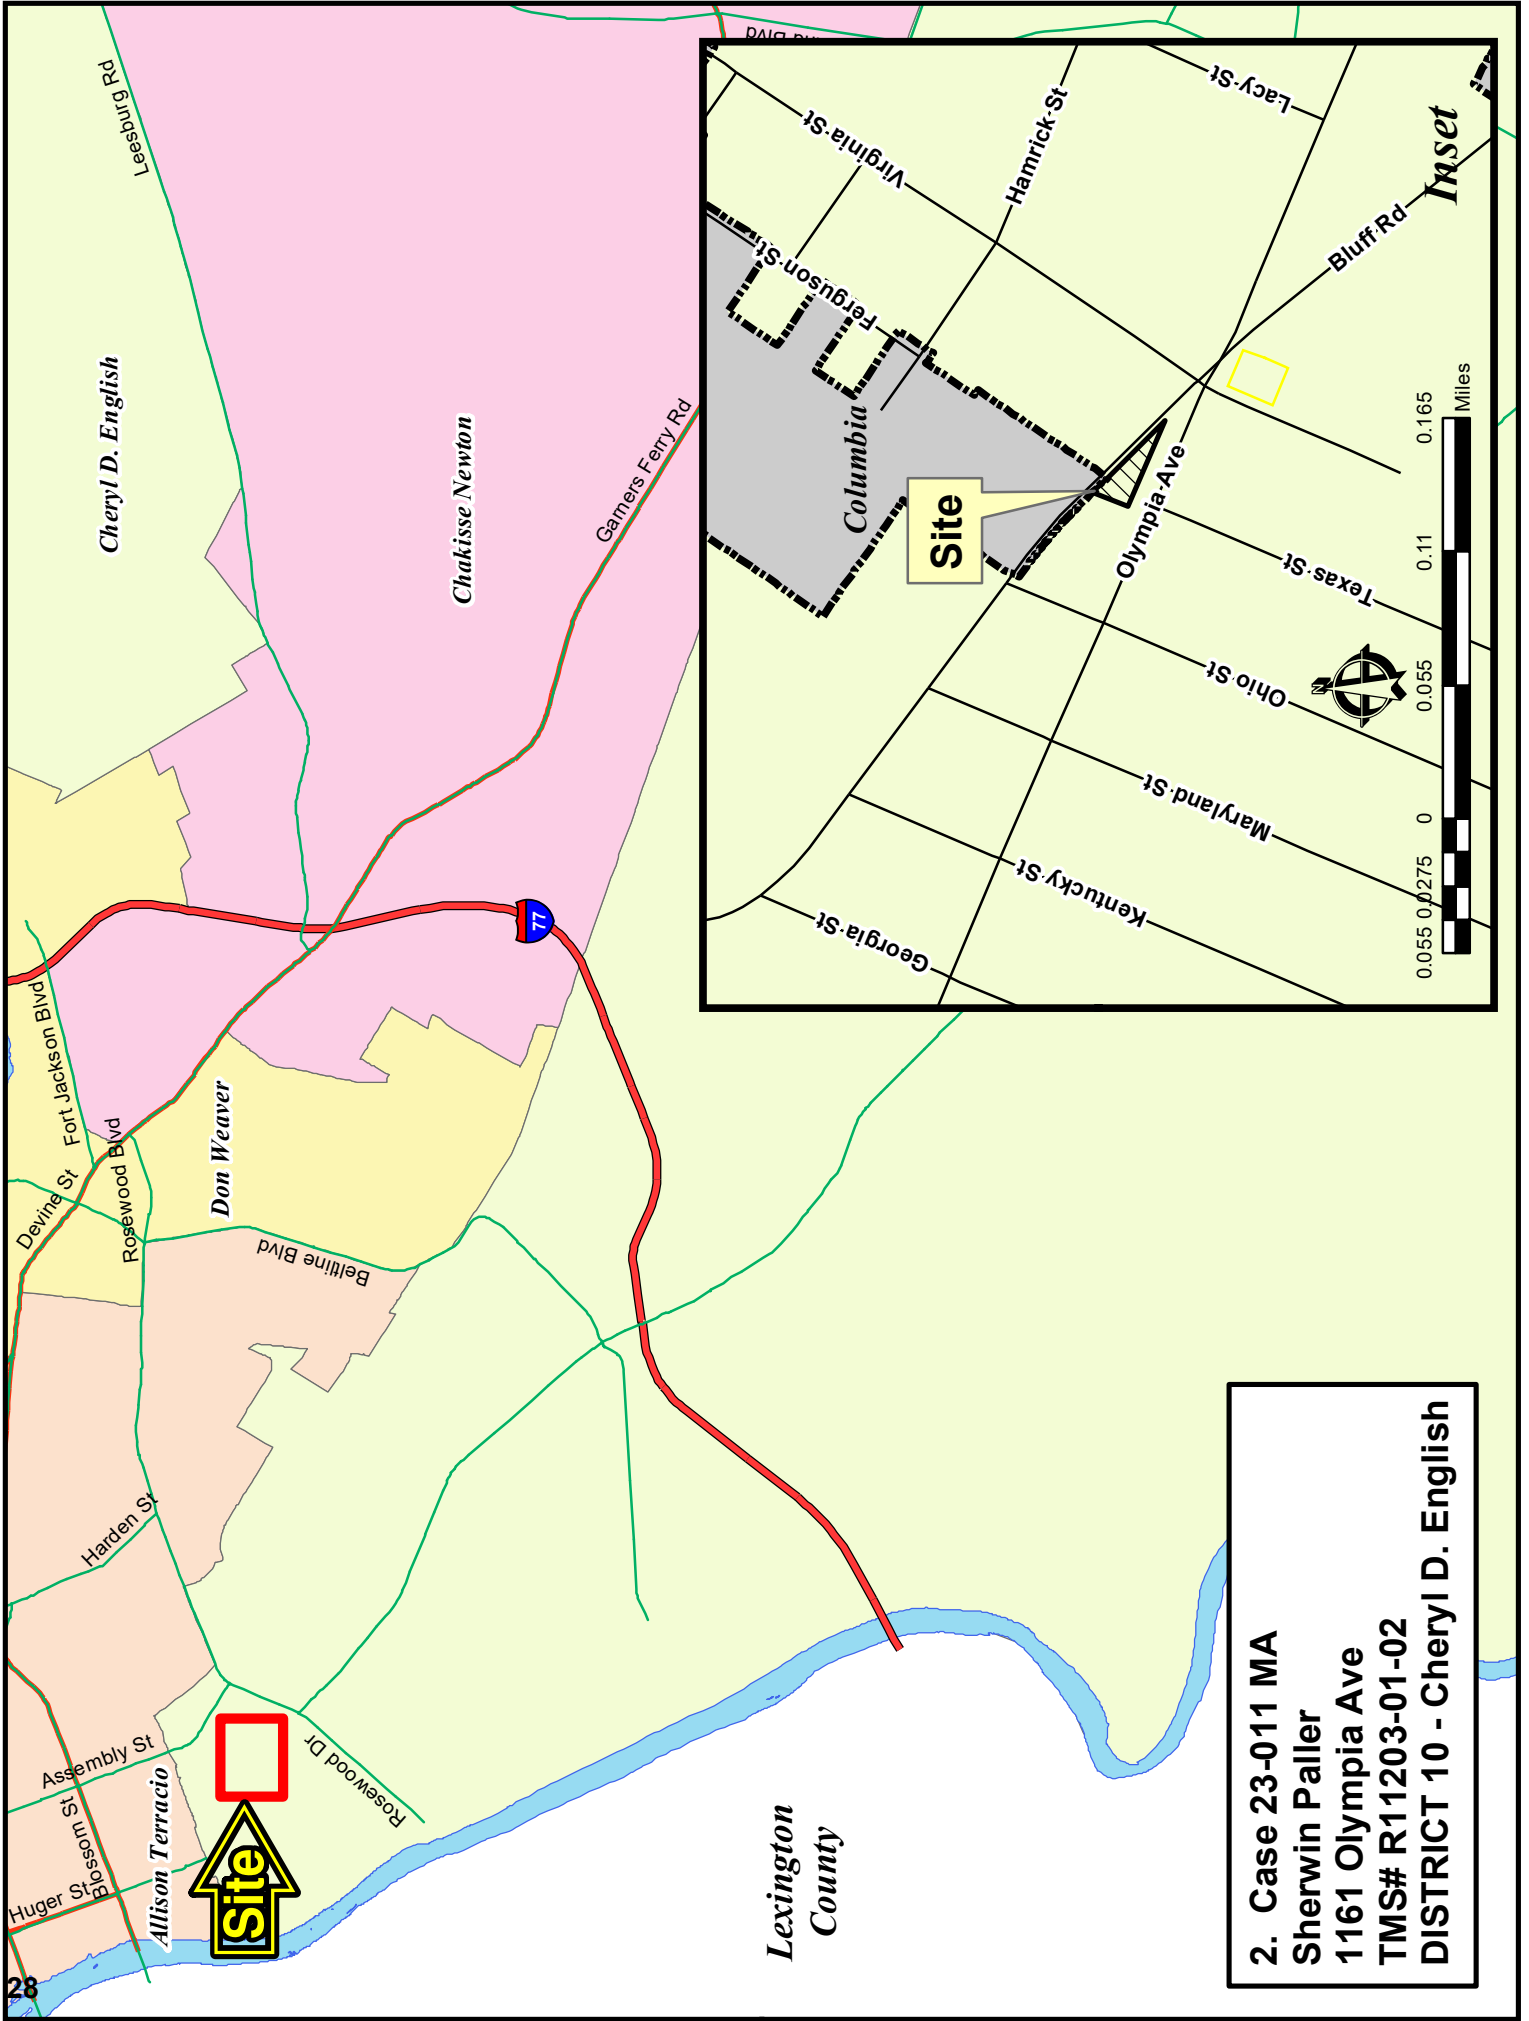 28
Leesburg Rd
Cheryl D. English
Chakisse Newton
Garners Ferry Rd
77
Fort Jackson Blvd
Devine St
Rosewood Blvd
Don Weaver
Beltline Blvd
Harden St
Assembly St
Blossom St
Huger St
Allison Terracio
Rosewood Dr
Site
Lexington
County
Blvd
Virginia St
Hamrick St
Lacy St
Ferguson St
Columbia
Site
Olympia Ave
Bluff Rd
Inset
Texas St
Ohio St
Maryland St
Kentucky St
Georgia St
N
0.055 0.0275 0 0.055 0.11 0.165
Miles
2. Case 23-011 MA
Sherwin Paller
1161 Olympia Ave
TMS# R11203-01-02
DISTRICT 10 - Cheryl D. English